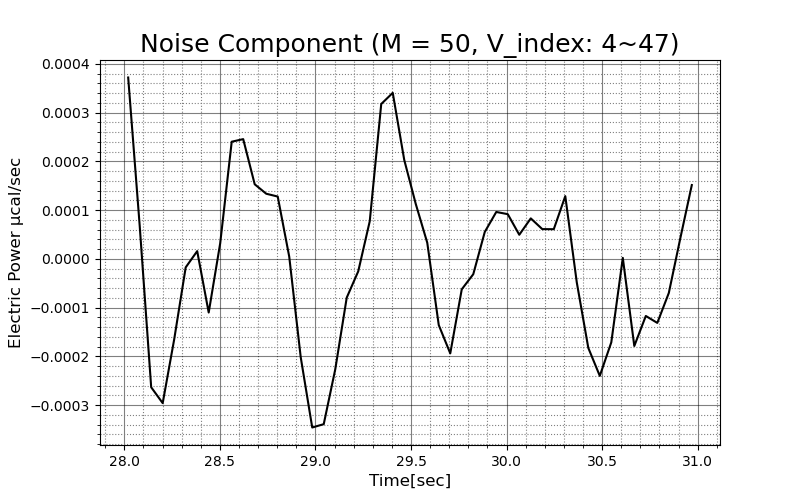 Noise Component (M = 50, V_index: 4~47)
Electric Power μcal/sec
0.0004
0.0003
0.0002
0.0001
0.0000
−0.0001
−0.0002
−0.0003
28.0 28.5 29.0 29.5 30.0 30.5 31.0
Time[sec]